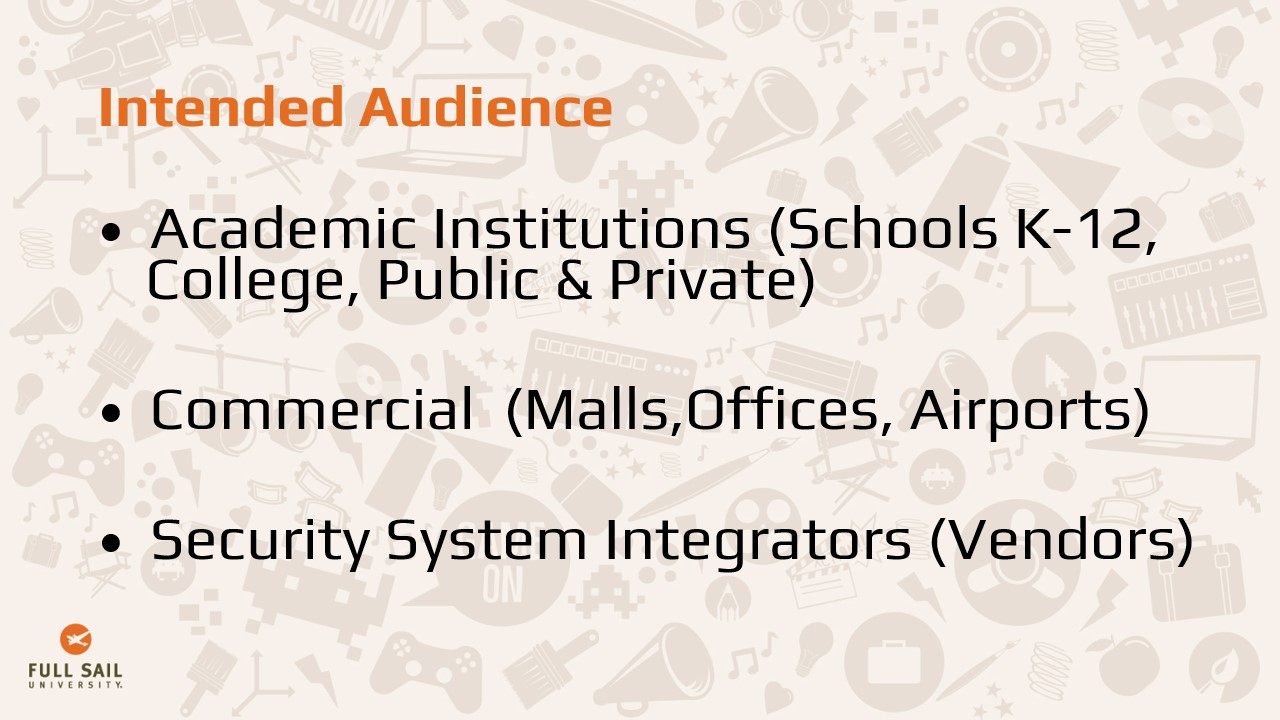 Intended Audience
• Academic Institutions (Schools K-12,
College, Public & Private)
• Commercial  (Malls,Offices, Airports)
• Security System Integrators (Vendors)
GAME
ON
FULL SAIL
UNIVERSITY.